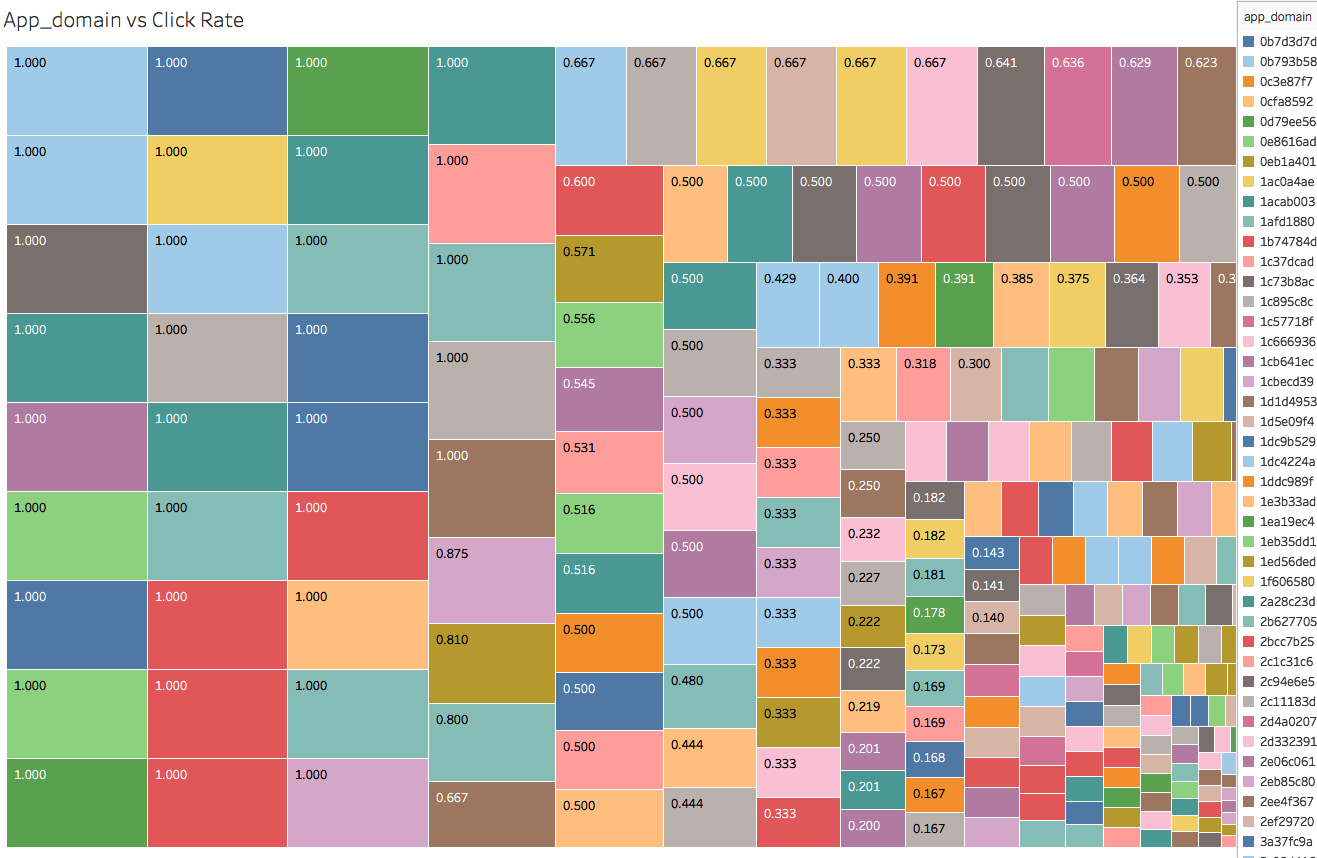 App_domain vs Click Rate
1.000 1.000 1.000
1.000 1.000 1.000
1.000 1.000 1.000
1.000 1.000 1.000
1.000 1.000 1.000
1.000 1.000 1.000
1.000 1.000 1.000
1.000 1.000 1.000
1.000 1.000 1.000
1.000
1.000
1.000
1.000
1.000
0.875
0.810
0.800
0.667
0.667 0.667 0.667 0.667 0.667 0.667 0.641 0.636 0.629 0.623
0.600
0.571
0.556
0.545
0.531
0.516
0.516
0.500
0.500
0.500
0.500
0.500 0.500 0.500 0.500 0.500 0.500 0.500 0.500 0.500
0.500
0.500
0.500
0.500
0.500
0.500
0.480
0.444
0.444
0.429 0.400 0.391 0.391 0.385 0.375 0.364 0.353
0.333
0.333
0.333
0.333
0.333
0.333
0.333
0.333
0.333
0.333
0.333 0.318 0.300
0.250
0.250
0.232
0.227
0.222
0.222
0.219
0.201
0.201
0.200
0.182
0.182
0.181
0.178
0.173
0.169
0.169
0.168
0.167
0.167
0.143
0.141
0.140
app_domain
0b7d3d7d
0b793b58
0c3e87f7
0cfa8592
0d79ee56
0e8616ad
0eb1a401
1ac0a4ae
1acab003
1afd1880
1b74784d
1c37dcad
1c73b8ac
1c895c8c
1c57718f
1c666936
1cb641ec
1cbecd39
1d1d4953
1d5e09f4
1dc9b529
1dc4224a
1ddc989f
1e3b33ad
1ea19ec4
1eb35dd1
1ed56ded
1f606580
2a28c23d
2b627705
2bcc7b25
2c1c31c6
2c94e6e5
2c11183d
2d4a0207
2d332391
2e06c061
2eb85c80
2ee4f367
2ef29720
3a37fc9a